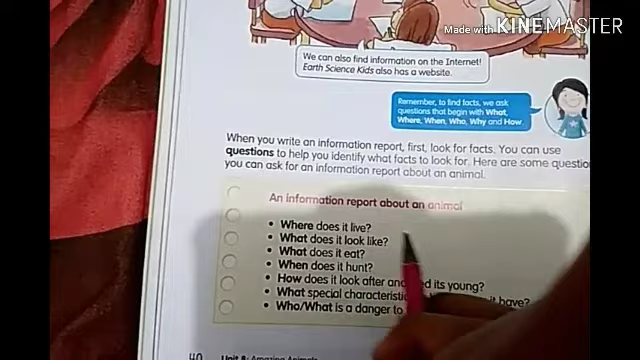 Made with KINEMASTER
We can also find information on the Internet!
Earth Science Kids also has a website.
Remember, to find facts, we ask
questions that begin with What,
Where, When, Who, Why and How.
When you write an information report, first, look for facts. You can use
questions to help you identify what facts to look for. Here are some
you can ask for an information report about an animal.
An information report about an animal
• Where does it live?
• What does it look like?
• What does it eat?
• When does it hunt?
• How does it look after its young?
• What special it have?
• Who/What is a danger to
40 Unit 8: Amazing Animals